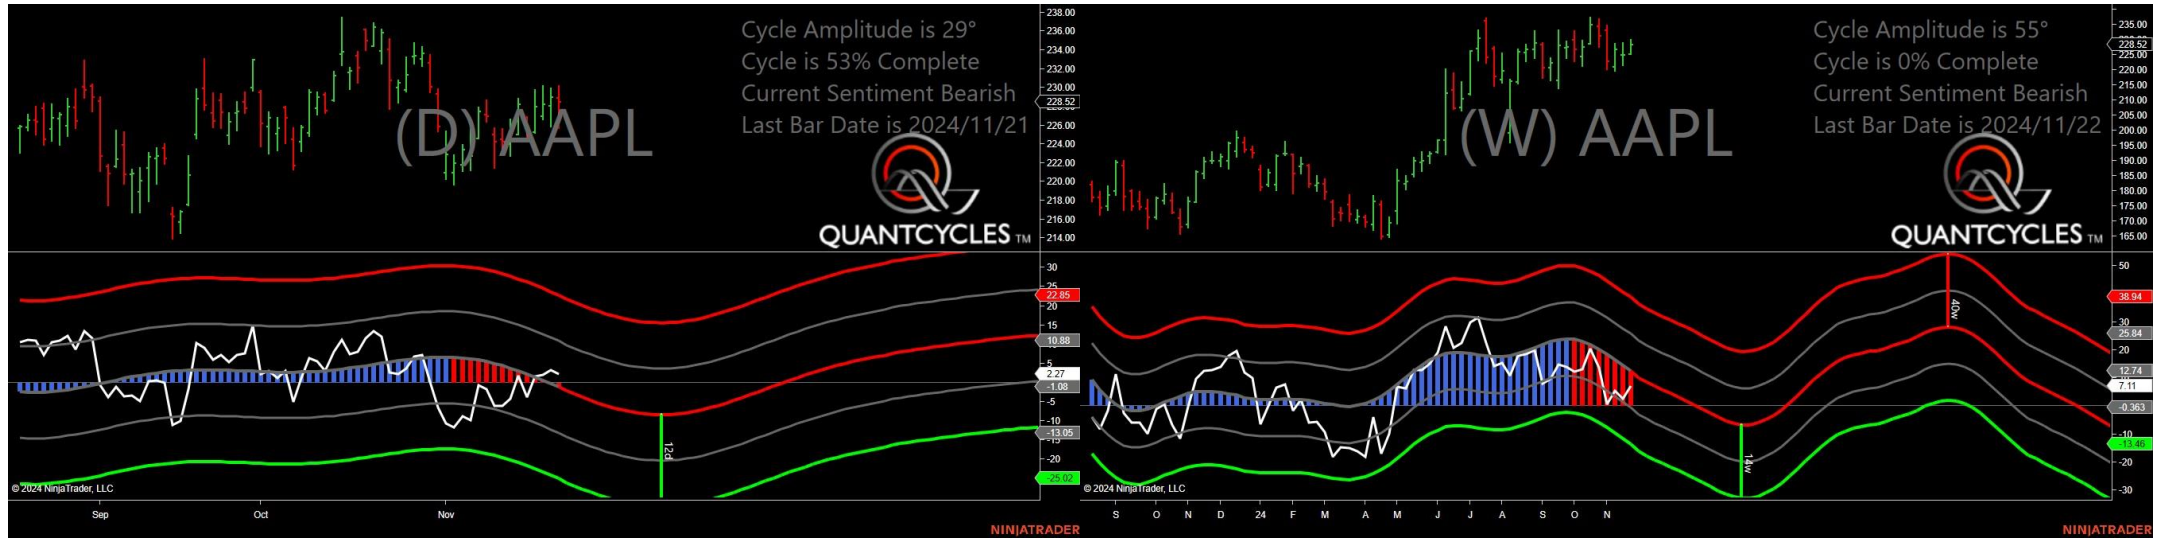 Cycle Amplitude is 29°
Cycle is 53% Complete
Current Sentiment Bearish
Last Bar Date is 2024/11/21
(D) AAPL
QUANTCYCLES TM
238.00
236.00
234.00
232.00
230.00
228.52
226.00
224.00
222.00
220.00
218.00
216.00
214.00
30
25
22.85
20
15
10.88
5
2.27
-1.08
-5
-10
-13.05
-15
-20
-25.02
12d
© 2024 NinjaTrader, LLC
Sep
Oct
Nov
NINJATRADER
Cycle Amplitude is 55°
Cycle is 0% Complete
Current Sentiment Bearish
Last Bar Date is 2024/11/22
(W) AAPL
QUANTCYCLES TM
235.00
228.52
225.00
220.00
215.00
210.00
205.00
200.00
195.00
190.00
185.00
180.00
175.00
170.00
165.00
50
38.94
30
25.84
20
12.74
7.11
-0.363
-10
-13.46
-20
-30
40w
14w
© 2024 NinjaTrader, LLC
S O N D 24 F M A M J J A S O N
NINJATRADER